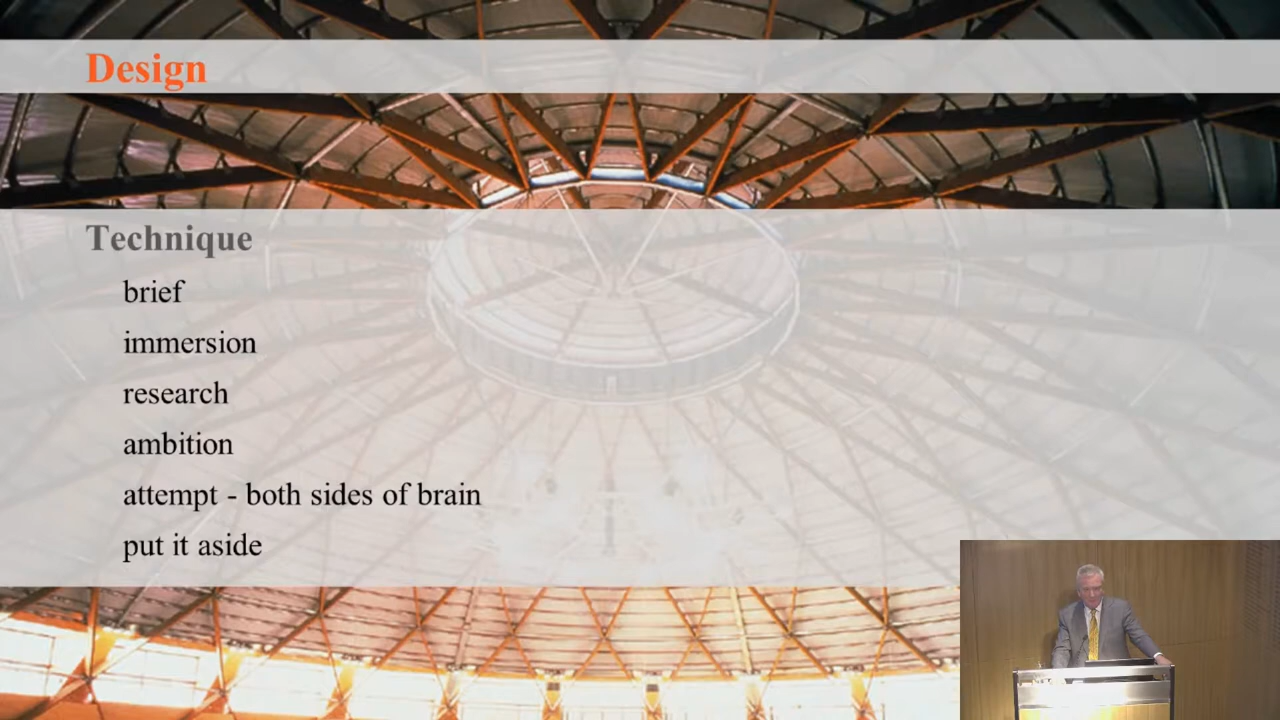 Design
Technique
brief
immersion
research
ambition
attempt - both sides of brain
put it aside